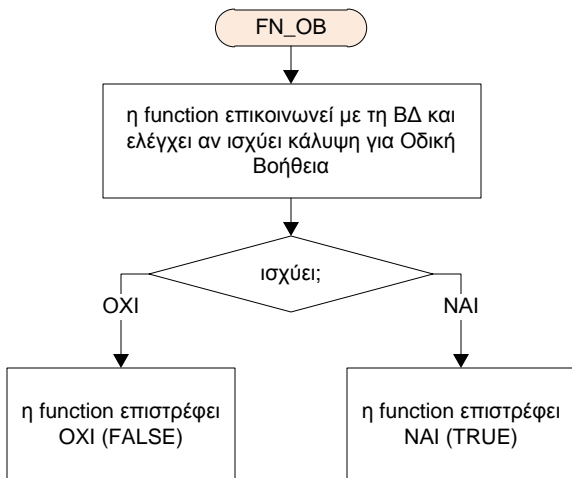 FN_OB
η function επικοινωνεί με τη ΒΔ και
ελέγχει αν ισχύει κάλυψη για Οδική
Βοήθεια
ισχύει;
ΟΧΙ
ΝΑΙ
η function επιστρέφει
ΟΧΙ (FALSE)
η function επιστρέφει
ΝΑΙ (TRUE)